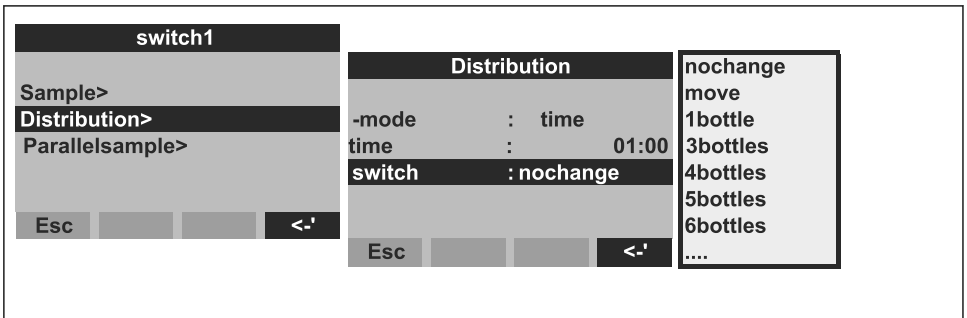 switch1
Sample>
Distribution>
Parallelsample>
Esc <-'
Distribution
-mode : time
time : 01:00
switch : nochange
Esc <-'
nochange
move
1bottle
3bottles
4bottles
5bottles
6bottles
....